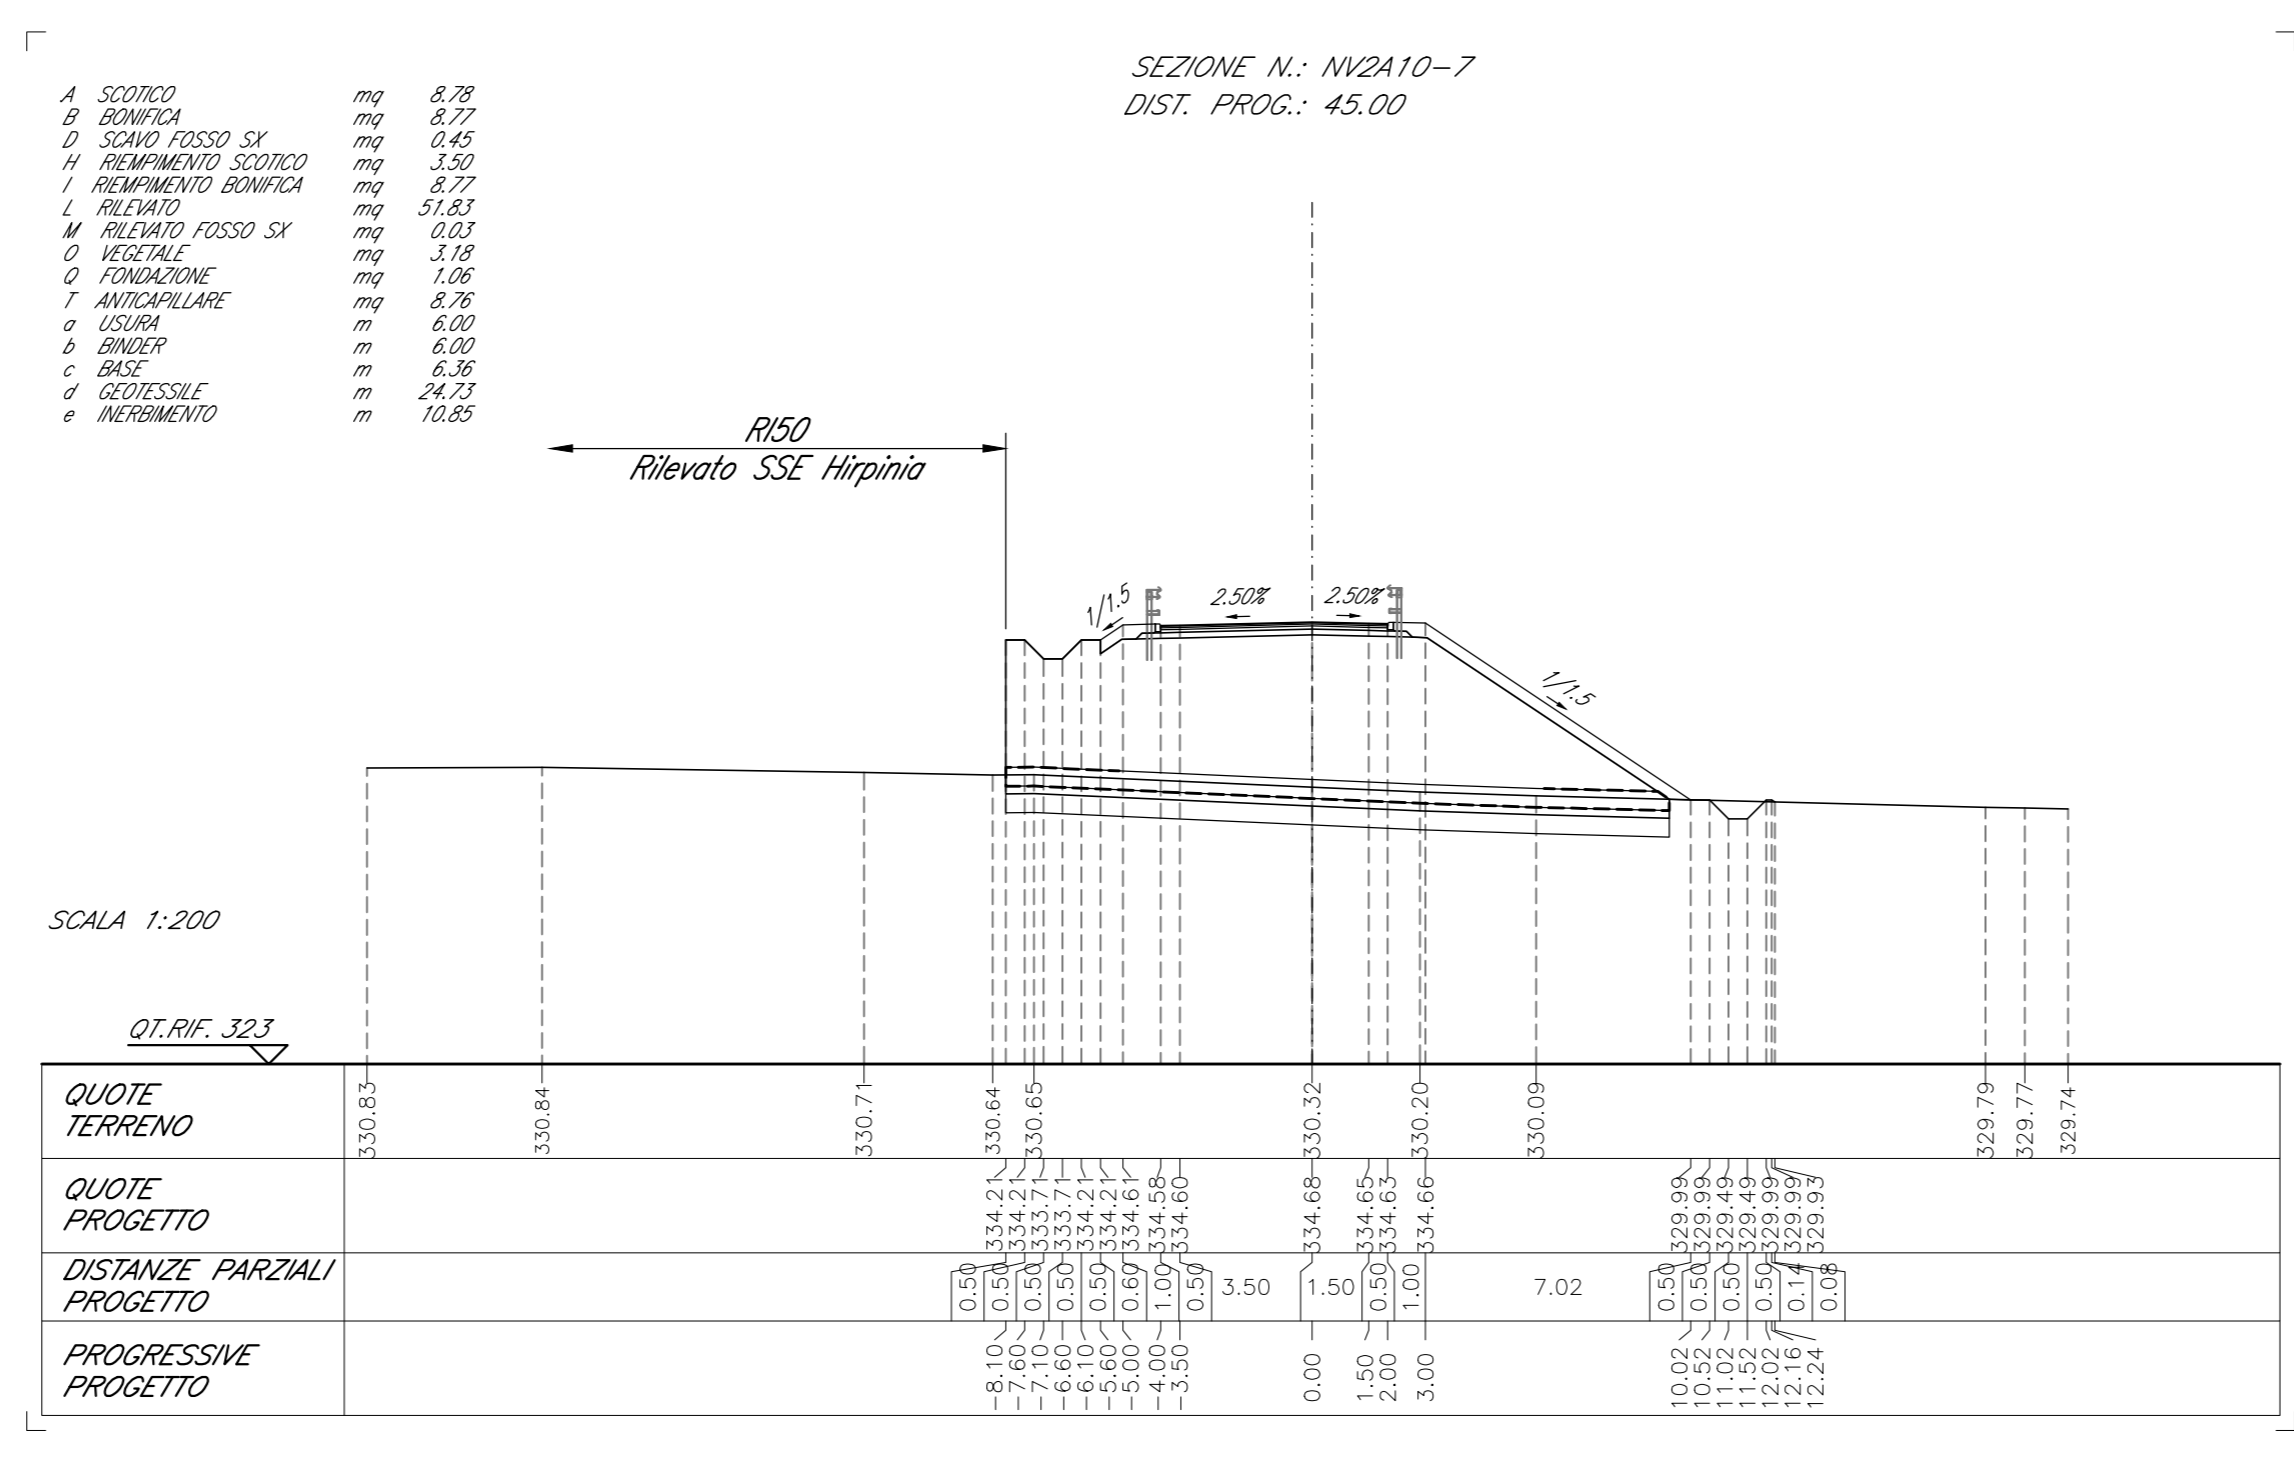 SEZIONE N.: NV2A10-7
DIST. PROG.: 45.00
A SCOTICO mq 8.78
B BONIFICA mq 8.77
D SCAVO FOSSO SX mq 0.45
H RIEMPIMENTO SCOTICO mq 3.50
I RIEMPIMENTO BONIFICA mq 8.77
L RILEVATO mq 51.83
M RILEVATO FOSSO SX mq 0.03
O VEGETALE mq 3.18
Q FONDAZIONE mq 1.06
T ANTICAPILLARE mq 8.76
a USURA m 6.00
b BINDER m 6.00
c BASE m 6.36
d GEOTESSILE m 24.73
e INERBIMENTO m 10.85
RI50
Rilevato SSE Hirpinia
1/1.5
2.50% 2.50%
1/1.5
SCALA 1:200
QT.RIF. 323
QUOTE
TERRENO
330.83 330.84 330.71 330.64 330.65 330.32 330.20 330.09 329.79 329.77 329.74
QUOTE
PROGETTO
334.21 334.21 333.71 333.71 334.21 334.21 334.61 334.58 334.60 334.68 334.65 334.63 334.66 329.99 329.99 329.49 329.49 329.99 329.99 329.93
DISTANZE PARZIALI
PROGETTO
0.50 0.50 0.50 0.50 0.50 0.60 1.00 0.50 3.50 1.50 0.50 1.00 7.02 0.50 0.50 0.50 0.50 0.14 0.08
PROGRESSIVE
PROGETTO
-8.10 -7.60 -7.10 -6.60 -6.10 -5.60 -5.00 -4.00 -3.50 0.00 1.50 2.00 3.00 10.02 10.52 11.02 11.52 12.02 12.16 12.24